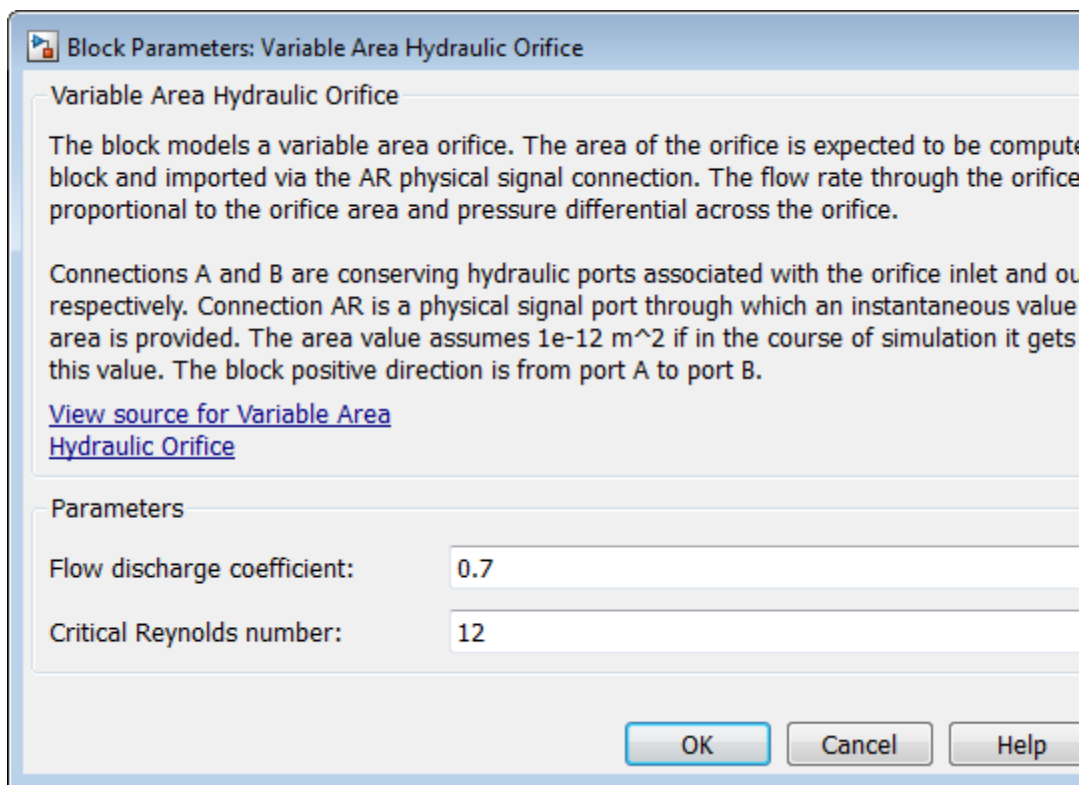 Block Parameters: Variable Area Hydraulic Orifice
Variable Area Hydraulic Orifice
The block models a variable area orifice. The area of the orifice is expected to be compute
block and imported via the AR physical signal connection. The flow rate through the orifice
proportional to the orifice area and pressure differential across the orifice.
Connections A and B are conserving hydraulic ports associated with the orifice inlet and ou
respectively. Connection AR is a physical signal port through which an instantaneous value
area is provided. The area value assumes 1e-12 m^2 if in the course of simulation it gets
this value. The block positive direction is from port A to port B.
View source for Variable Area
Hydraulic Orifice
Parameters
Flow discharge coefficient: 0.7
Critical Reynolds number: 12
OK Cancel Help